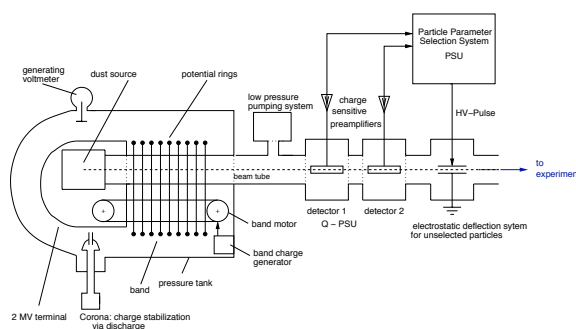 Particle Parameter
Selection System
PSU
generating
voltmeter
dust source
potential rings
low pressure
pumping system
charge
sensitive
preamplifiers
HV-Pulse
to
experiment
beam tube
+
+
band motor
detector 1
detector 2
Q - PSU
electrostatic deflection sytem
for unselected particles
band charge
generator
band
pressure tank
2 MV terminal
Corona: charge stabilization
via discharge